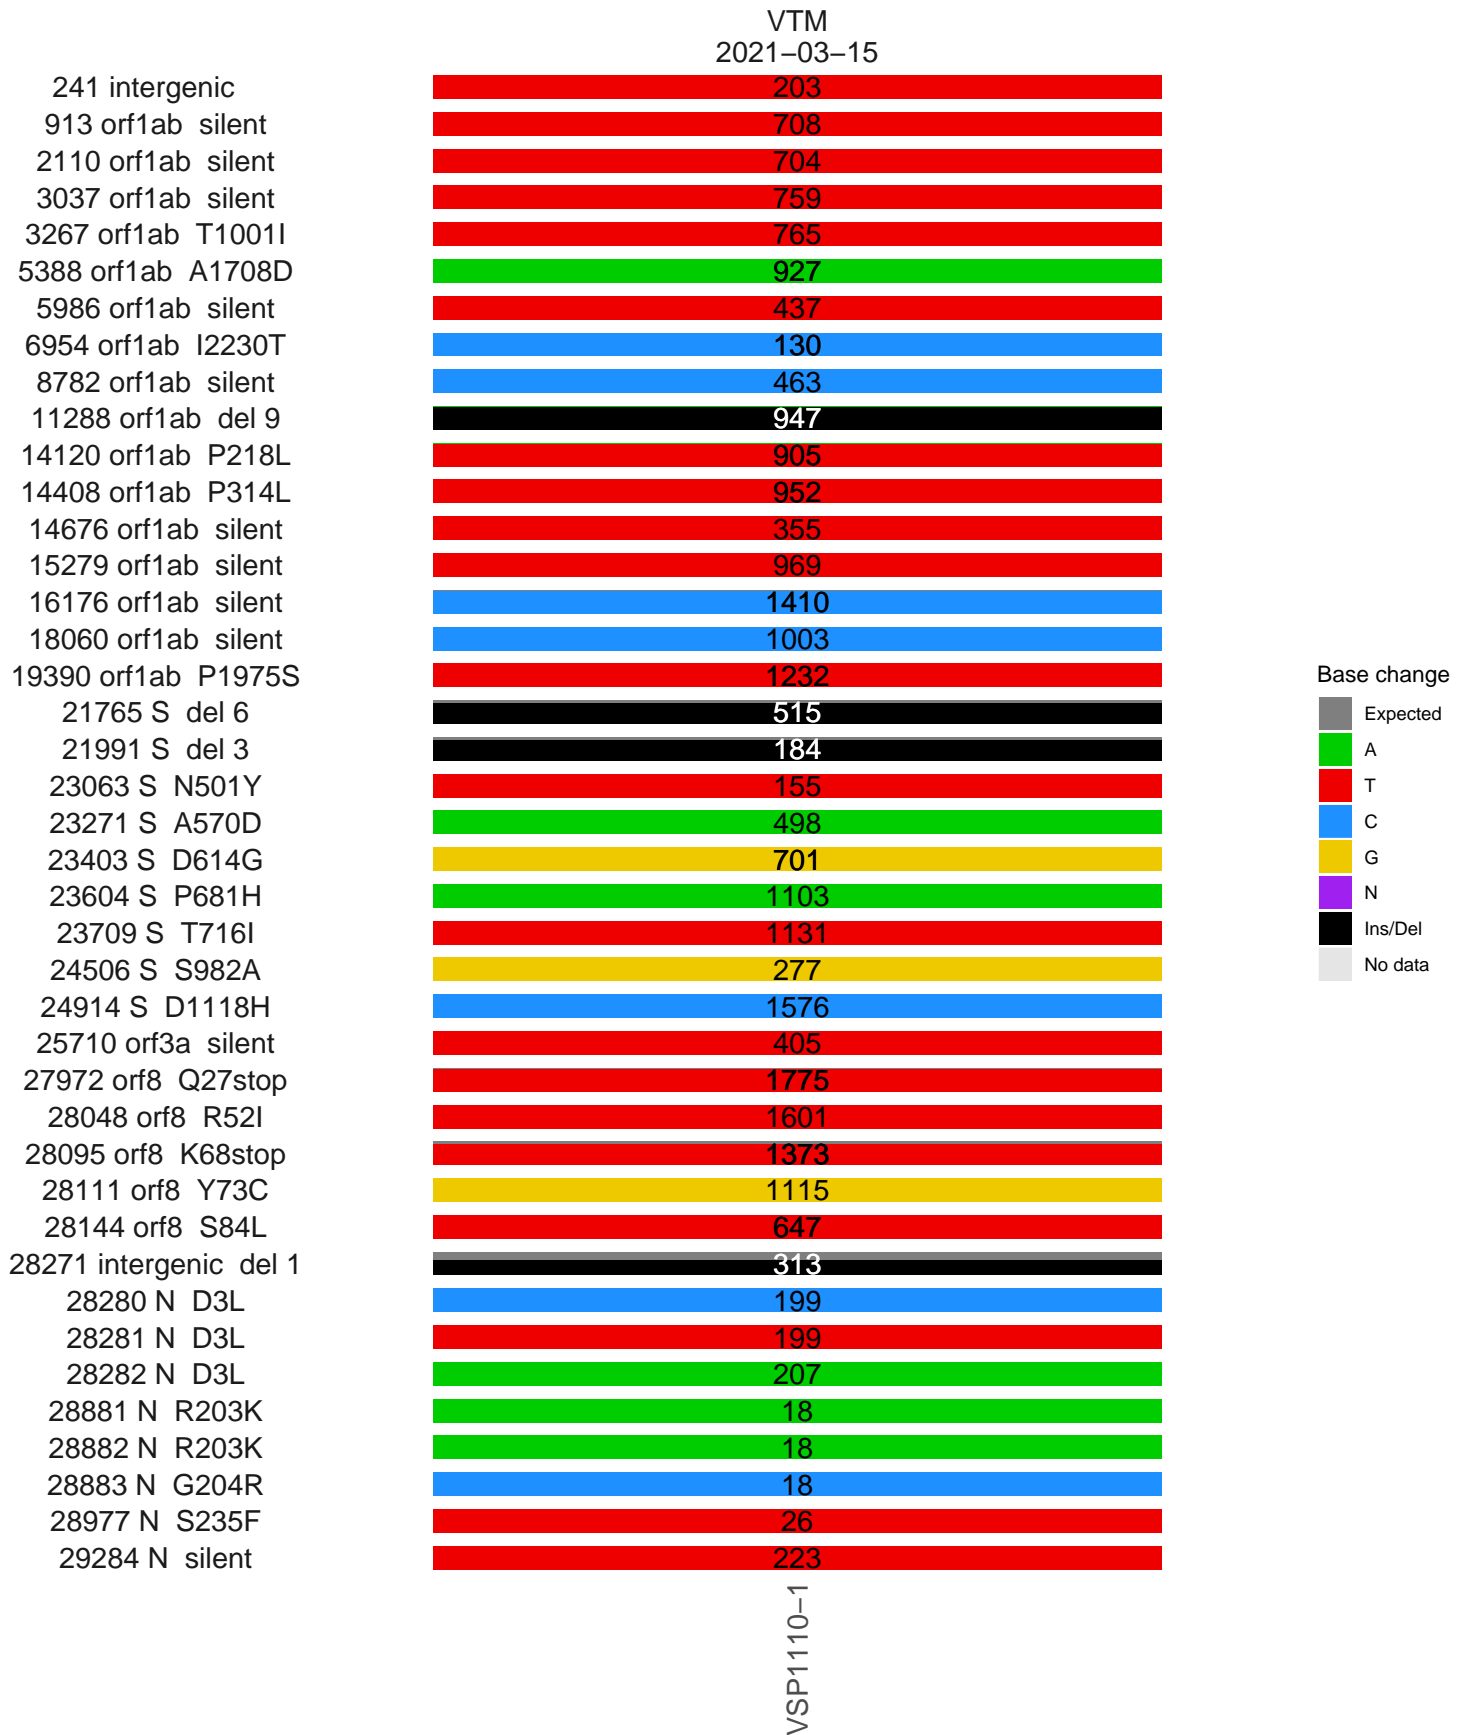 VTM
2021−03−15
241 intergenic 203
913 orf1ab silent 708
2110 orf1ab silent 704
3037 orf1ab silent 759
3267 orf1ab T1001I 765
5388 orf1ab A1708D 927
5986 orf1ab silent 437
6954 orf1ab I2230T 130
8782 orf1ab silent 463
11288 orf1ab del 9 947
14120 orf1ab P218L 905
14408 orf1ab P314L 952
14676 orf1ab silent 355
15279 orf1ab silent 969
16176 orf1ab silent 1410
18060 orf1ab silent 1003
19390 orf1ab P1975S 1232
21765 S del 6 515
21991 S del 3 184
23063 S N501Y 155
23271 S A570D 498
23403 S D614G 701
23604 S P681H 1103
23709 S T716I 1131
24506 S S982A 277
24914 S D1118H 1576
25710 orf3a silent 405
27972 orf8 Q27stop 1775
28048 orf8 R52I 1601
28095 orf8 K68stop 1373
28111 orf8 Y73C 1115
28144 orf8 S84L 647
28271 intergenic del 1 313
28280 N D3L 199
28281 N D3L 199
28282 N D3L 207
28881 N R203K 18
28882 N R203K 18
28883 N G204R 18
28977 N S235F 26
29284 N silent 223
VSP1110−1
Base change
Expected
A
T
C
G
N
Ins/Del
No data